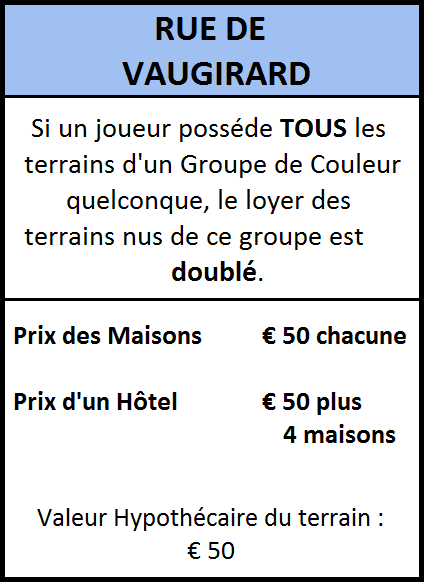 RUE DE
VAUGIRARD
Si un joueur posséde TOUS les
terrains d'un Groupe de Couleur
quelconque, le loyer des
terrains nus de ce groupe est
doublé.
Prix des Maisons € 50 chacune
Prix d'un Hôtel € 50 plus
4 maisons
Valeur Hypothécaire du terrain :
€ 50